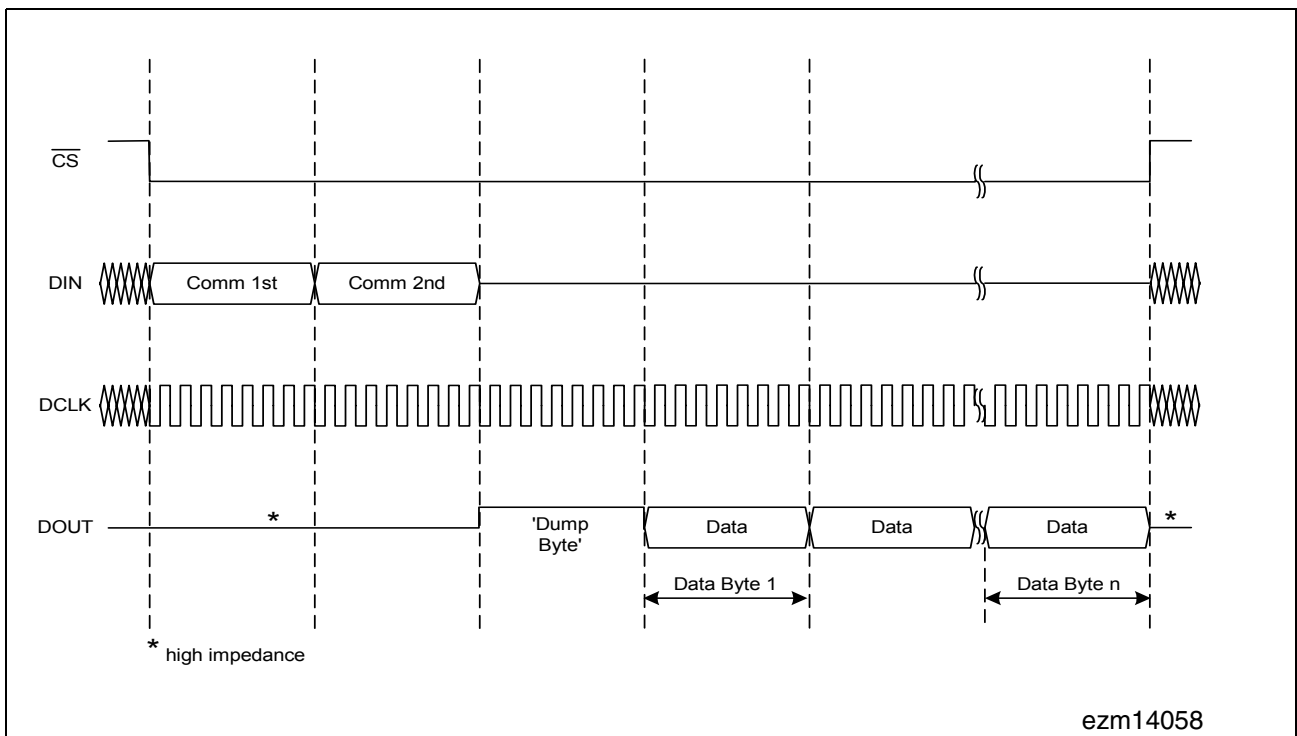 CS
DIN
Comm 1st
Comm 2nd
DCLK
DOUT
*
'Dump
Byte'
Data
Data
Data
*
Data Byte 1
Data Byte n
* high impedance
ezm14058